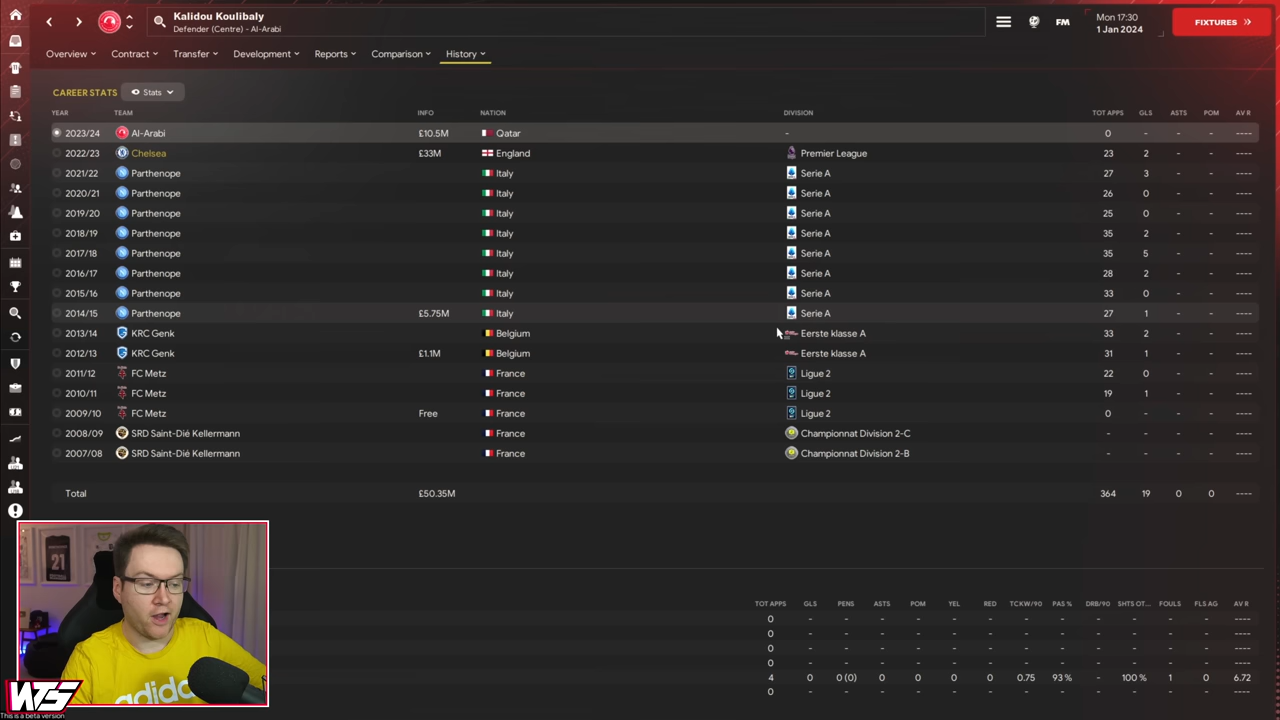 Kalidou Koulibaly
Defender (Centre) - Al-Arabi
FM
Mon 17:30
1 Jan 2024
FIXTURES
Overview Contract Transfer Development Reports Comparison History
CAREER STATS Stats
YEAR TEAM INFO NATION DIVISION TOT APPS GLS ASTS POM AV R
2023/24 Al-Arabi £10.5M Qatar - 0 - - - ----
2022/23 Chelsea £33M England Premier League 23 2 - - ----
2021/22 Parthenope Italy Serie A 27 3 - - ----
2020/21 Parthenope Italy Serie A 26 0 - - ----
2019/20 Parthenope Italy Serie A 25 0 - - ----
2018/19 Parthenope Italy Serie A 35 2 - - ----
2017/18 Parthenope Italy Serie A 35 5 - - ----
2016/17 Parthenope Italy Serie A 28 2 - - ----
2015/16 Parthenope Italy Serie A 33 0 - - ----
2014/15 Parthenope £5.75M Italy Serie A 27 1 - - ----
2013/14 KRC Genk Belgium Eerste klasse A 33 2 - - ----
2012/13 KRC Genk £1.1M Belgium Eerste klasse A 31 1 - - ----
2011/12 FC Metz France Ligue 2 22 0 - - ----
2010/11 FC Metz France Ligue 2 19 1 - - ----
2009/10 FC Metz Free France Ligue 2 0 - - - ----
2008/09 SRD Saint-Dié Kellermann France Championnat Division 2-C - - - - ----
2007/08 SRD Saint-Dié Kellermann France Championnat Division 2-B - - - - ----
Total £50.35M 364 19 0 0 ----
TOT APPS GLS PENS ASTS POM YEL RED TCKW/90 PAS % DRB/90 SHTS OT... FOULS FLS AG AV R
0 - - - - - - - - - - - - ----
0 - - - - - - - - - - - - ----
0 - - - - - - - - - - - - ----
0 - - - - - - - - - - - - ----
4 0 0 (0) 0 0 0 0 0.75 93 % - 100 % 1 0 6.72
0 - - - - - - - - - - - - ----
21
adidas
WTS
This is a beta version